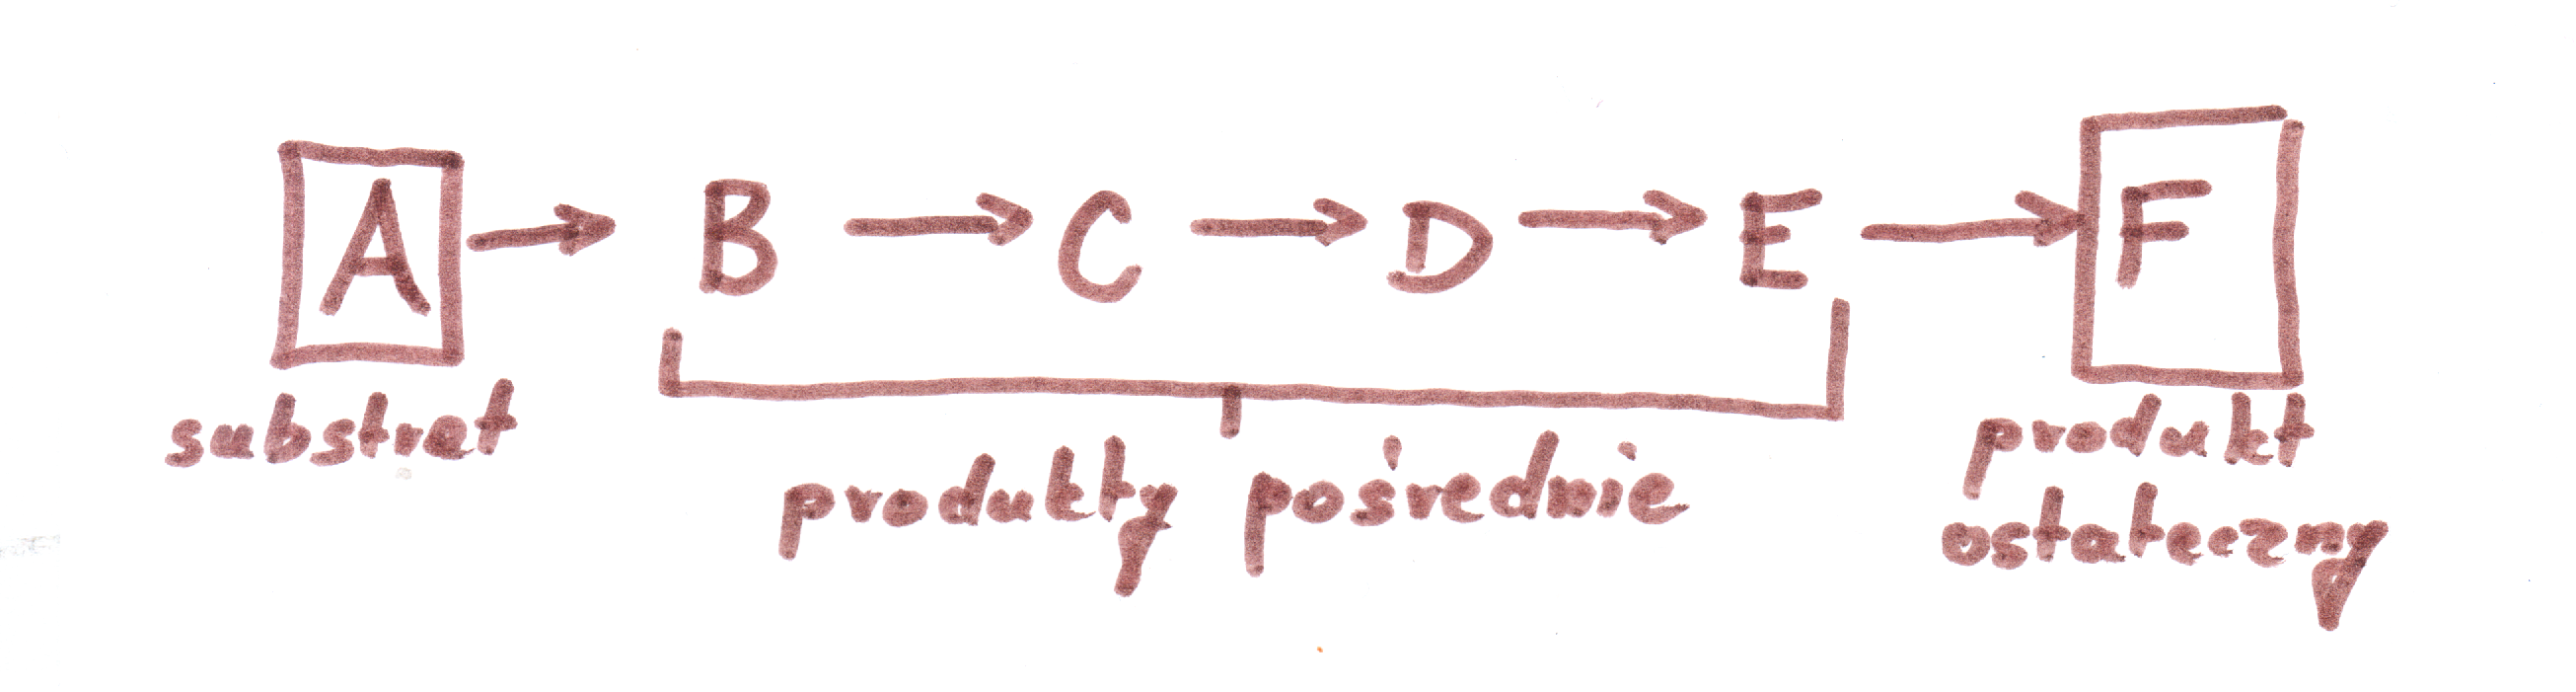 A → B → C → D → E → F
substrat
produkty pośrednie
produkt
ostateczny